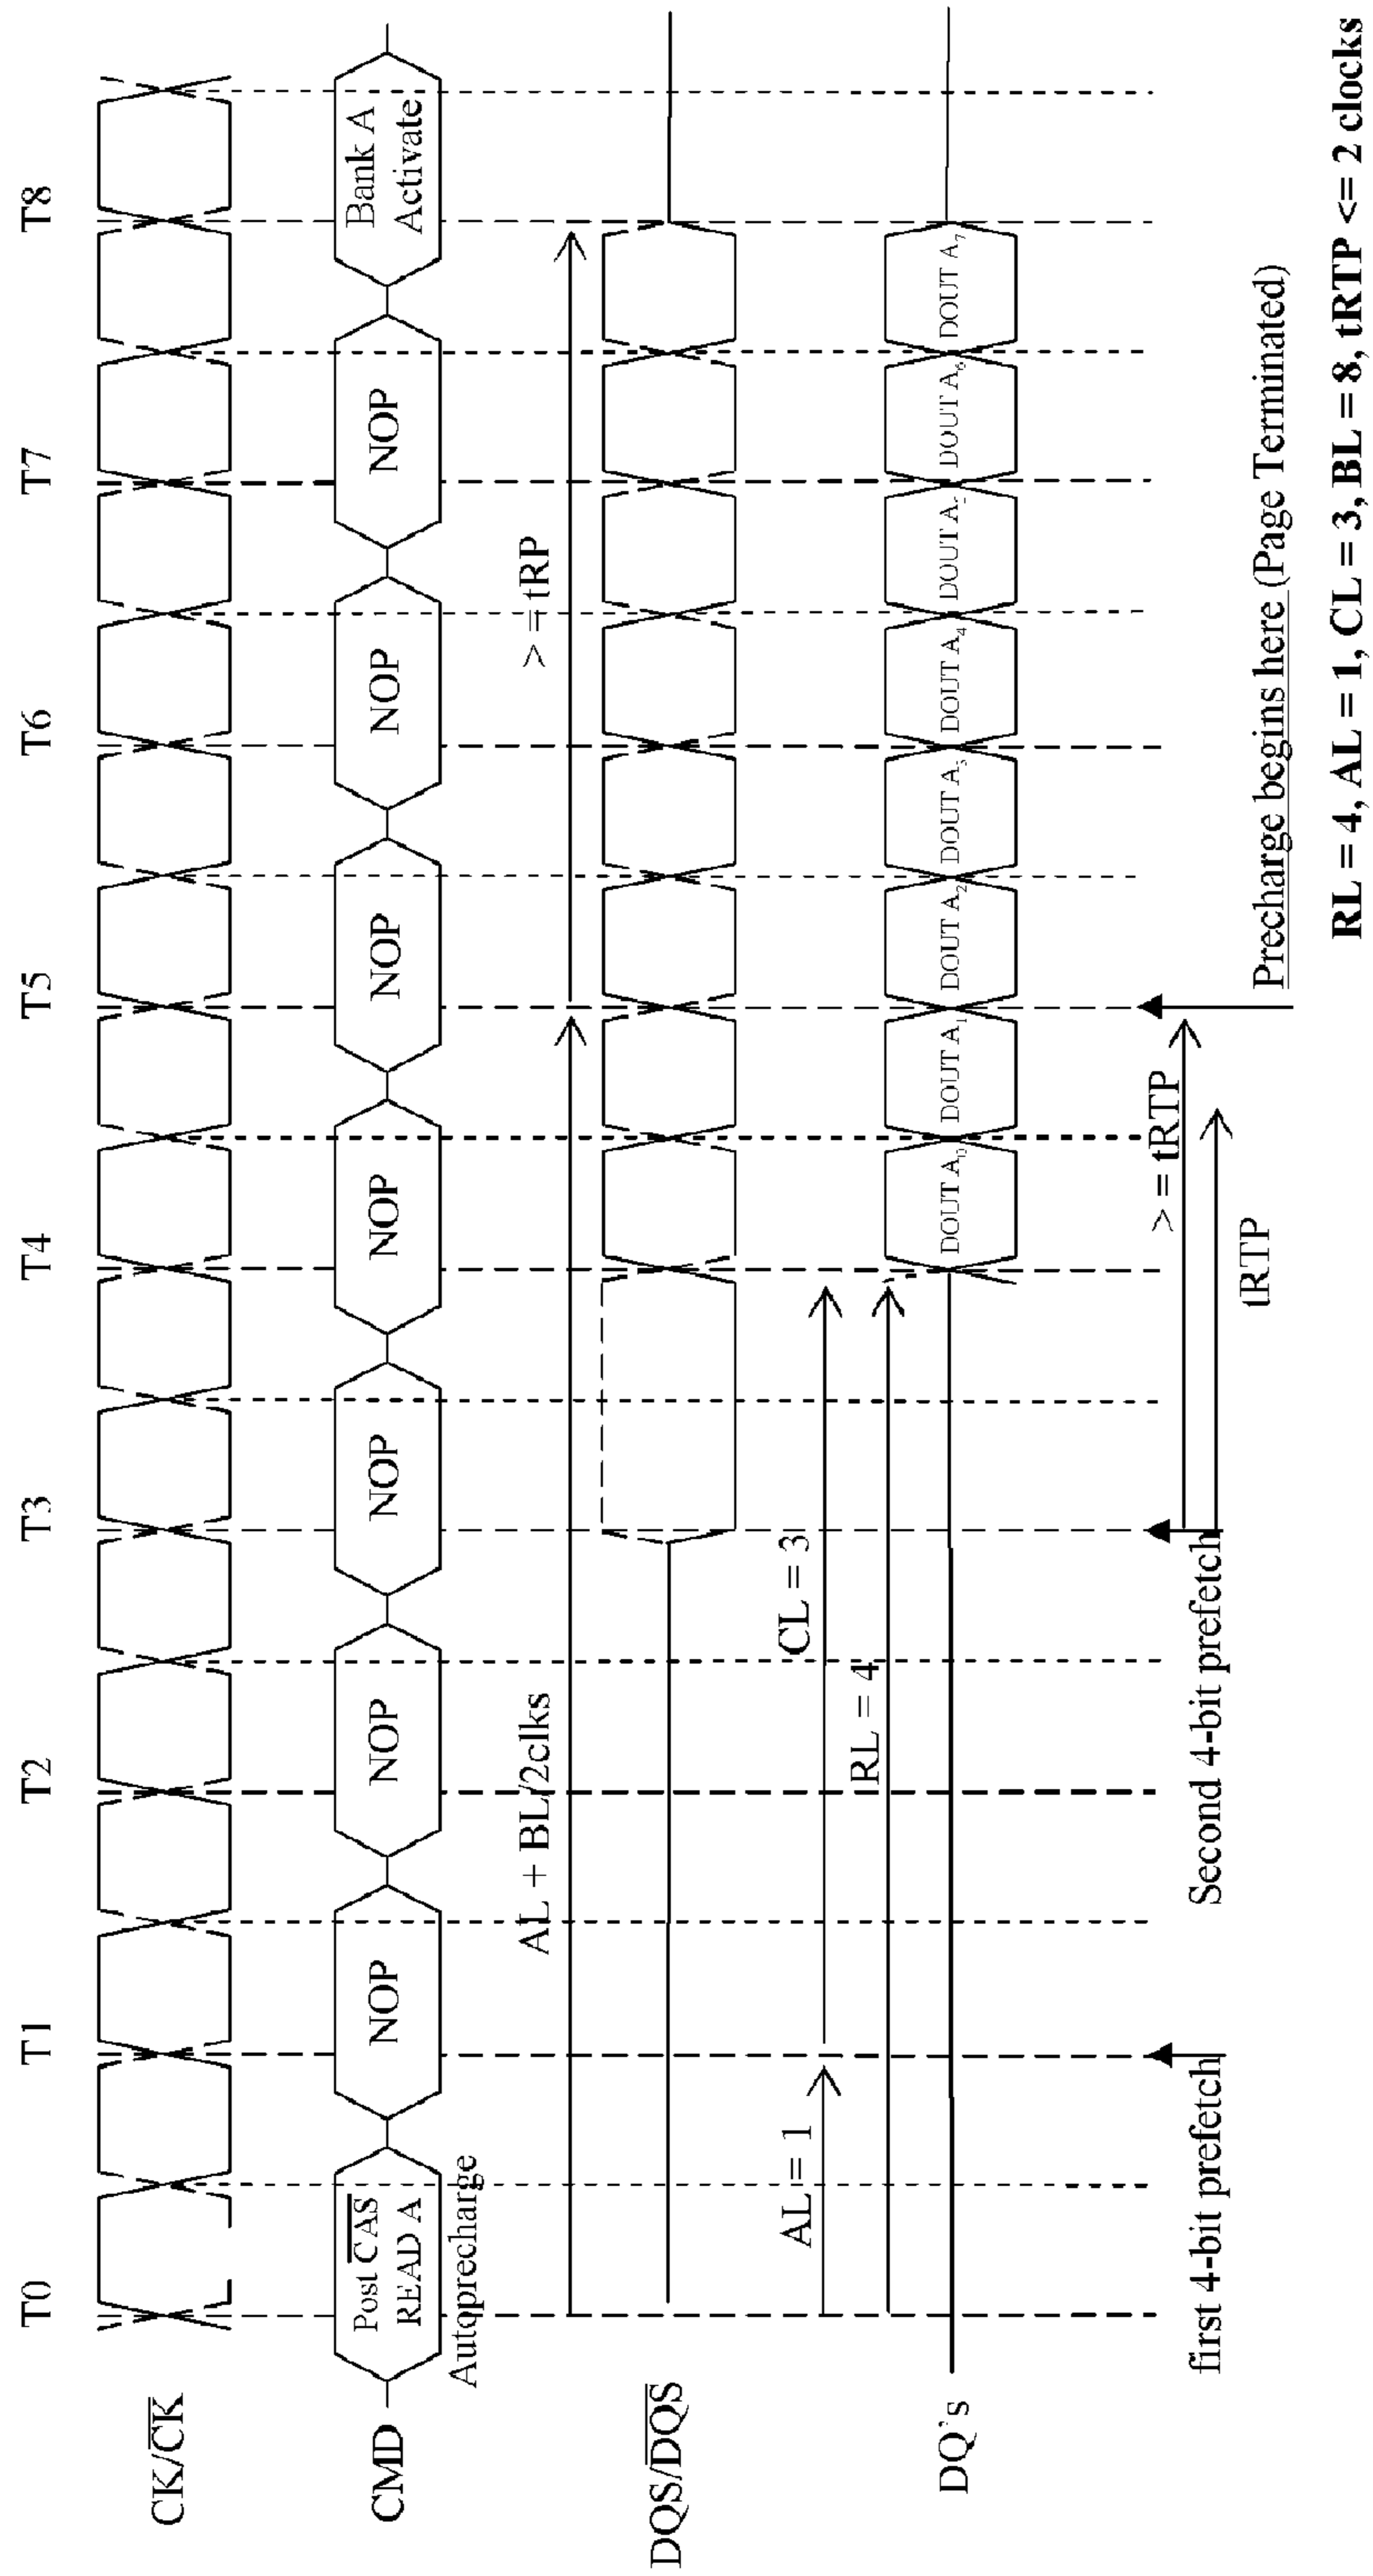 T0 T1 T2 T3 T4 T5 T6 T7 T8
CK/C̅K̅
CMD
Post C̅A̅S̅
READ A
NOP NOP NOP NOP NOP NOP NOP
Bank A
Activate
Autoprecharge
AL + BL/2clks
> = tRP
DQS/D̅Q̅S̅
AL = 1
CL = 3
RL = 4
DQ's
DOUT A0 DOUT A1 DOUT A2 DOUT A3 DOUT A4 DOUT A5 DOUT A6 DOUT A7
> = tRTP
first 4-bit prefetch
Second 4-bit prefetch
tRTP
Precharge begins here (Page Terminated)
RL = 4, AL = 1, CL = 3, BL = 8, tRTP <= 2 clocks